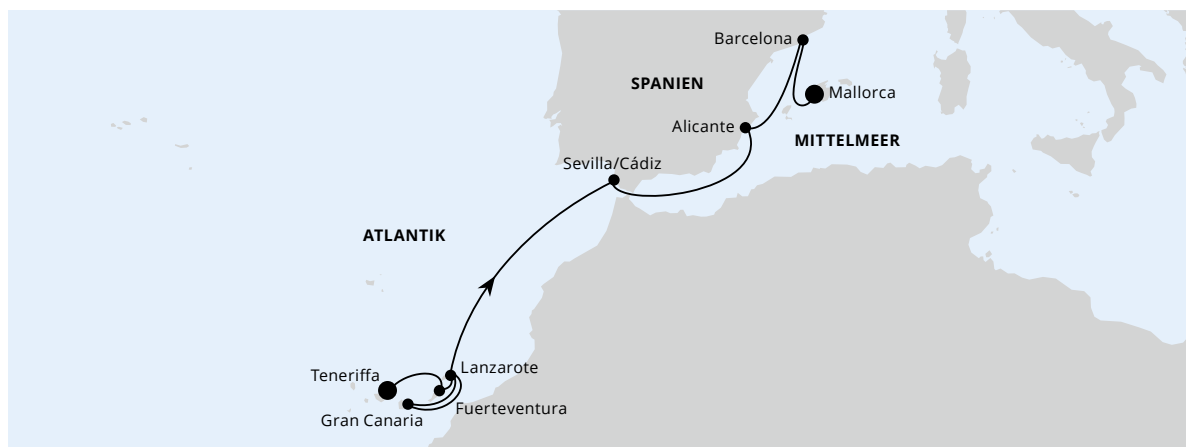 Barcelona
SPANIEN
Mallorca
Alicante
MITTELMEER
Sevilla/Cádiz
ATLANTIK
Lanzarote
Teneriffa
Fuerteventura
Gran Canaria